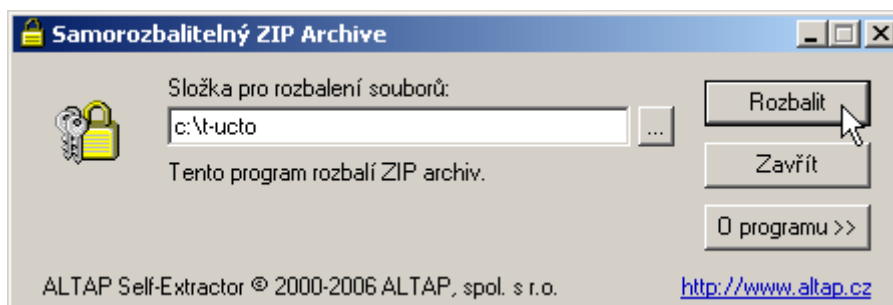 Samorozbalitelný ZIP Archive
Složka pro rozbalení souborů:
c:\t-ucto
...
Rozbalit
Tento program rozbalí ZIP archiv.
Zavřít
O programu >>
ALTAP Self-Extractor © 2000-2006 ALTAP, spol. s r.o.
http://www.altap.cz